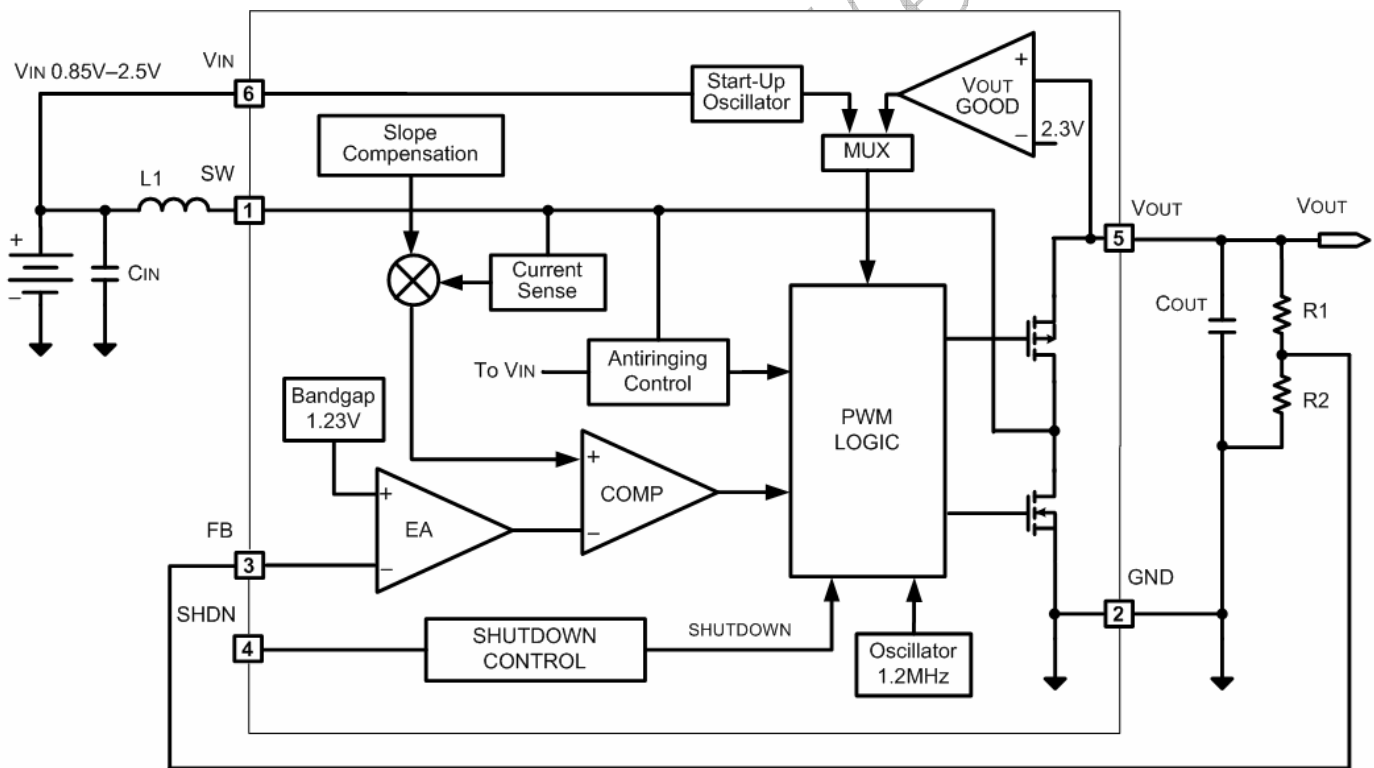 VIN 0.85V–2.5V
VIN
6
Start-Up
Oscillator
+
VOUT
GOOD
–
2.3V
Slope
Compensation
MUX
L1
SW
1
VOUT
5
VOUT
+
–
CIN
Current
Sense
COUT
R1
R2
To VIN
Antiringing
Control
PWM
LOGIC
Bandgap
1.23V
+
COMP
–
+
EA
–
FB
3
GND
2
SHDN
4
SHUTDOWN
CONTROL
SHUTDOWN
Oscillator
1.2MHz